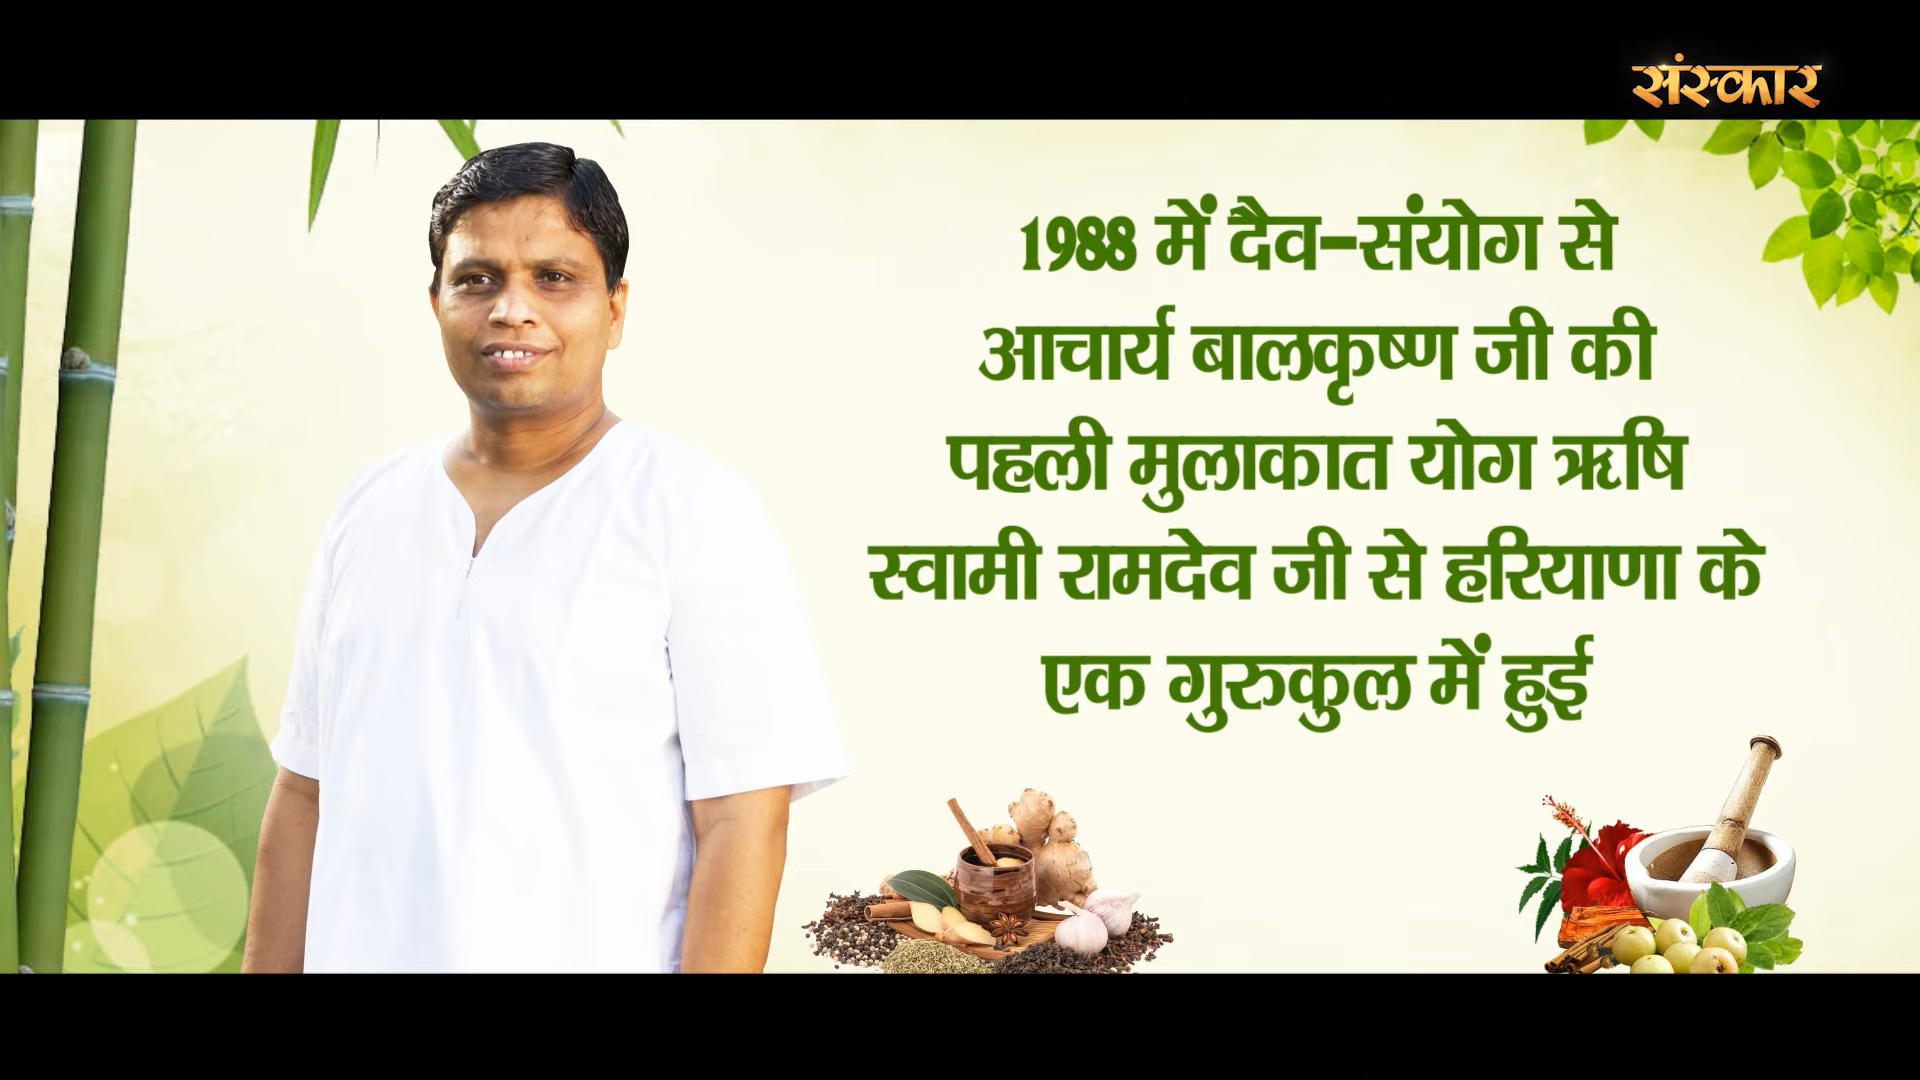 संस्कार
1988 में दैव-संयोग से
आचार्य बालकृष्ण जी की
पहली मुलाकात योग ऋषि
स्वामी रामदेव जी से हरियाणा के
एक गुरुकुल में हुई